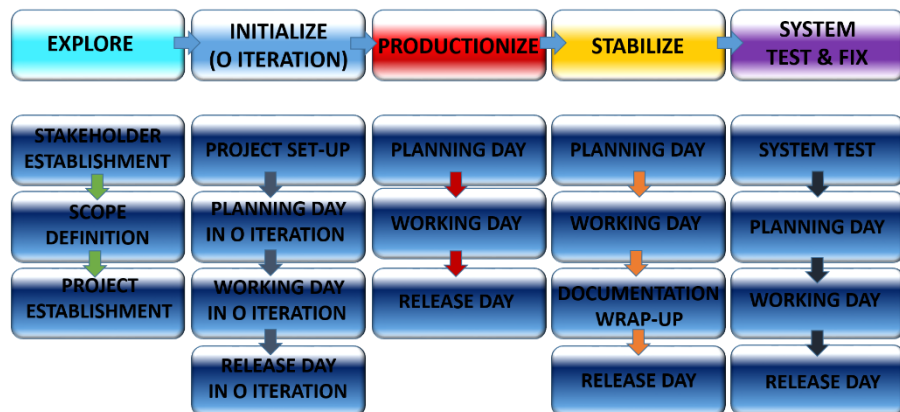 EXPLORE
INITIALIZE
(O ITERATION)
PRODUCTIONIZE
STABILIZE
SYSTEM
TEST & FIX
STAKEHOLDER
ESTABLISHMENT
SCOPE
DEFINITION
PROJECT
ESTABLISHMENT
PROJECT SET-UP
PLANNING DAY
IN O ITERATION
WORKING DAY
IN O ITERATION
RELEASE DAY
IN O ITERATION
PLANNING DAY
WORKING DAY
RELEASE DAY
PLANNING DAY
WORKING DAY
DOCUMENTATION
WRAP-UP
RELEASE DAY
SYSTEM TEST
PLANNING DAY
WORKING DAY
RELEASE DAY